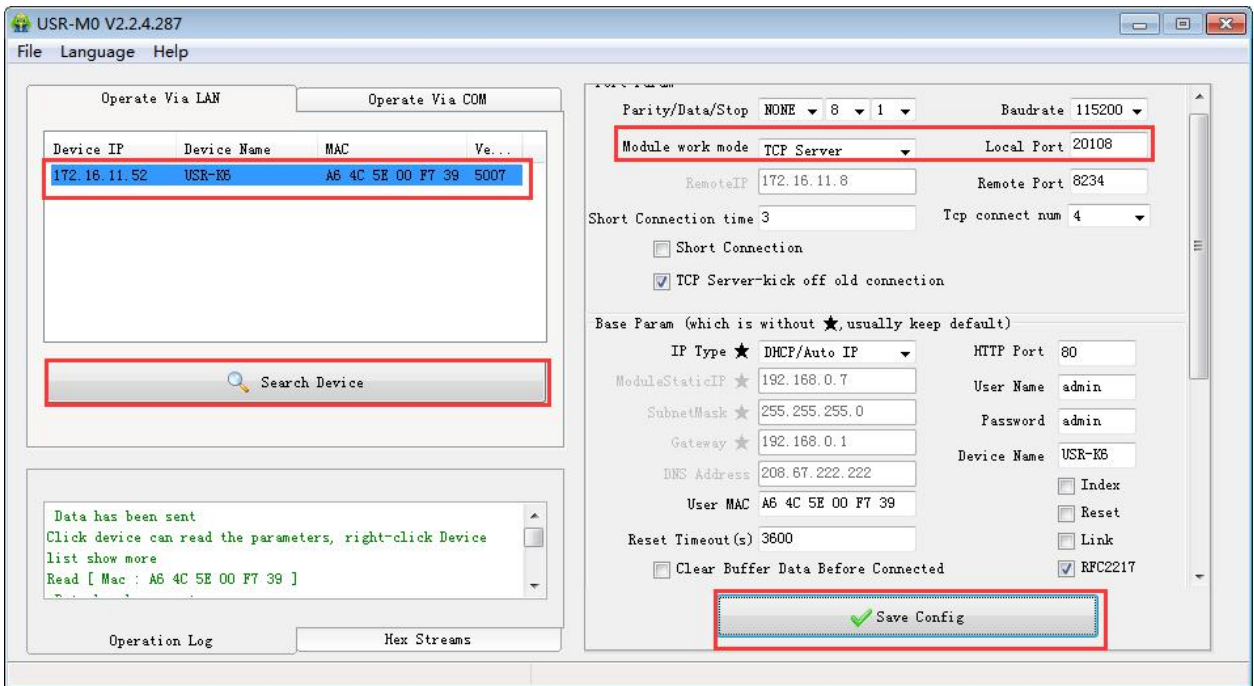 USR-M0 V2.2.4.287
File Language Help
Operate Via LAN Operate Via COM
Device IP Device Name MAC Ve...
172.16.11.52 USR-K6 A6 4C 5E 00 F7 39 5007
Search Device
Data has been sent
Click device can read the parameters, right-click Device
list show more
Read [ Mac : A6 4C 5E 00 F7 39 ]
Operation Log Hex Streams
Port Param
Parity/Data/Stop NONE 8 1 Baudrate 115200
Module work mode TCP Server Local Port 20108
RemoteIP 172.16.11.8 Remote Port 8234
Short Connection time 3 Tcp connect num 4
Short Connection
TCP Server-kick off old connection
Base Param (which is without ★,usually keep default)
IP Type ★ DHCP/Auto IP HTTP Port 80
ModuleStaticIP ★ 192.168.0.7 User Name admin
SubnetMask ★ 255.255.255.0 Password admin
Gateway ★ 192.168.0.1 Device Name USR-K6
DNS Address 208.67.222.222 Index
User MAC A6 4C 5E 00 F7 39 Reset
Reset Timeout(s) 3600 Link
Clear Buffer Data Before Connected RFC2217
Save Config